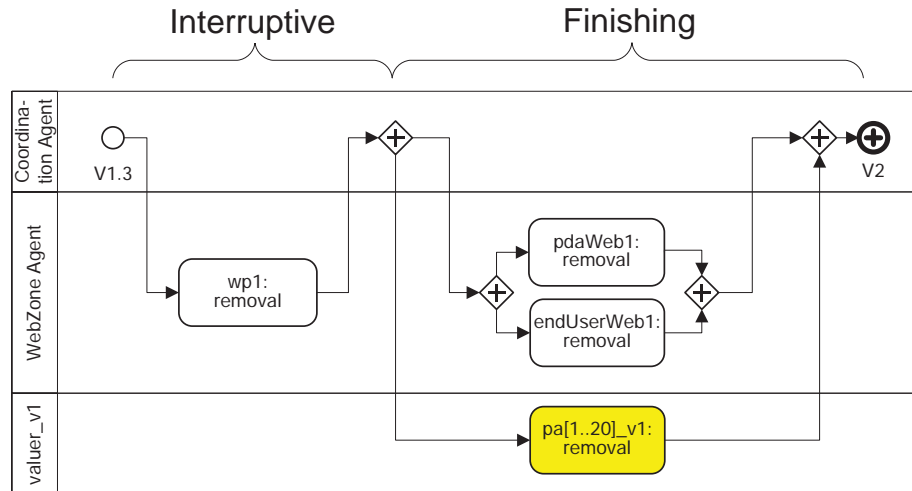 Interruptive
Finishing
Coordina-
tion Agent
V1.3
V2
WebZone Agent
wp1:
removal
pdaWeb1:
removal
endUserWeb1:
removal
valuer_v1
pa[1..20]_v1:
removal